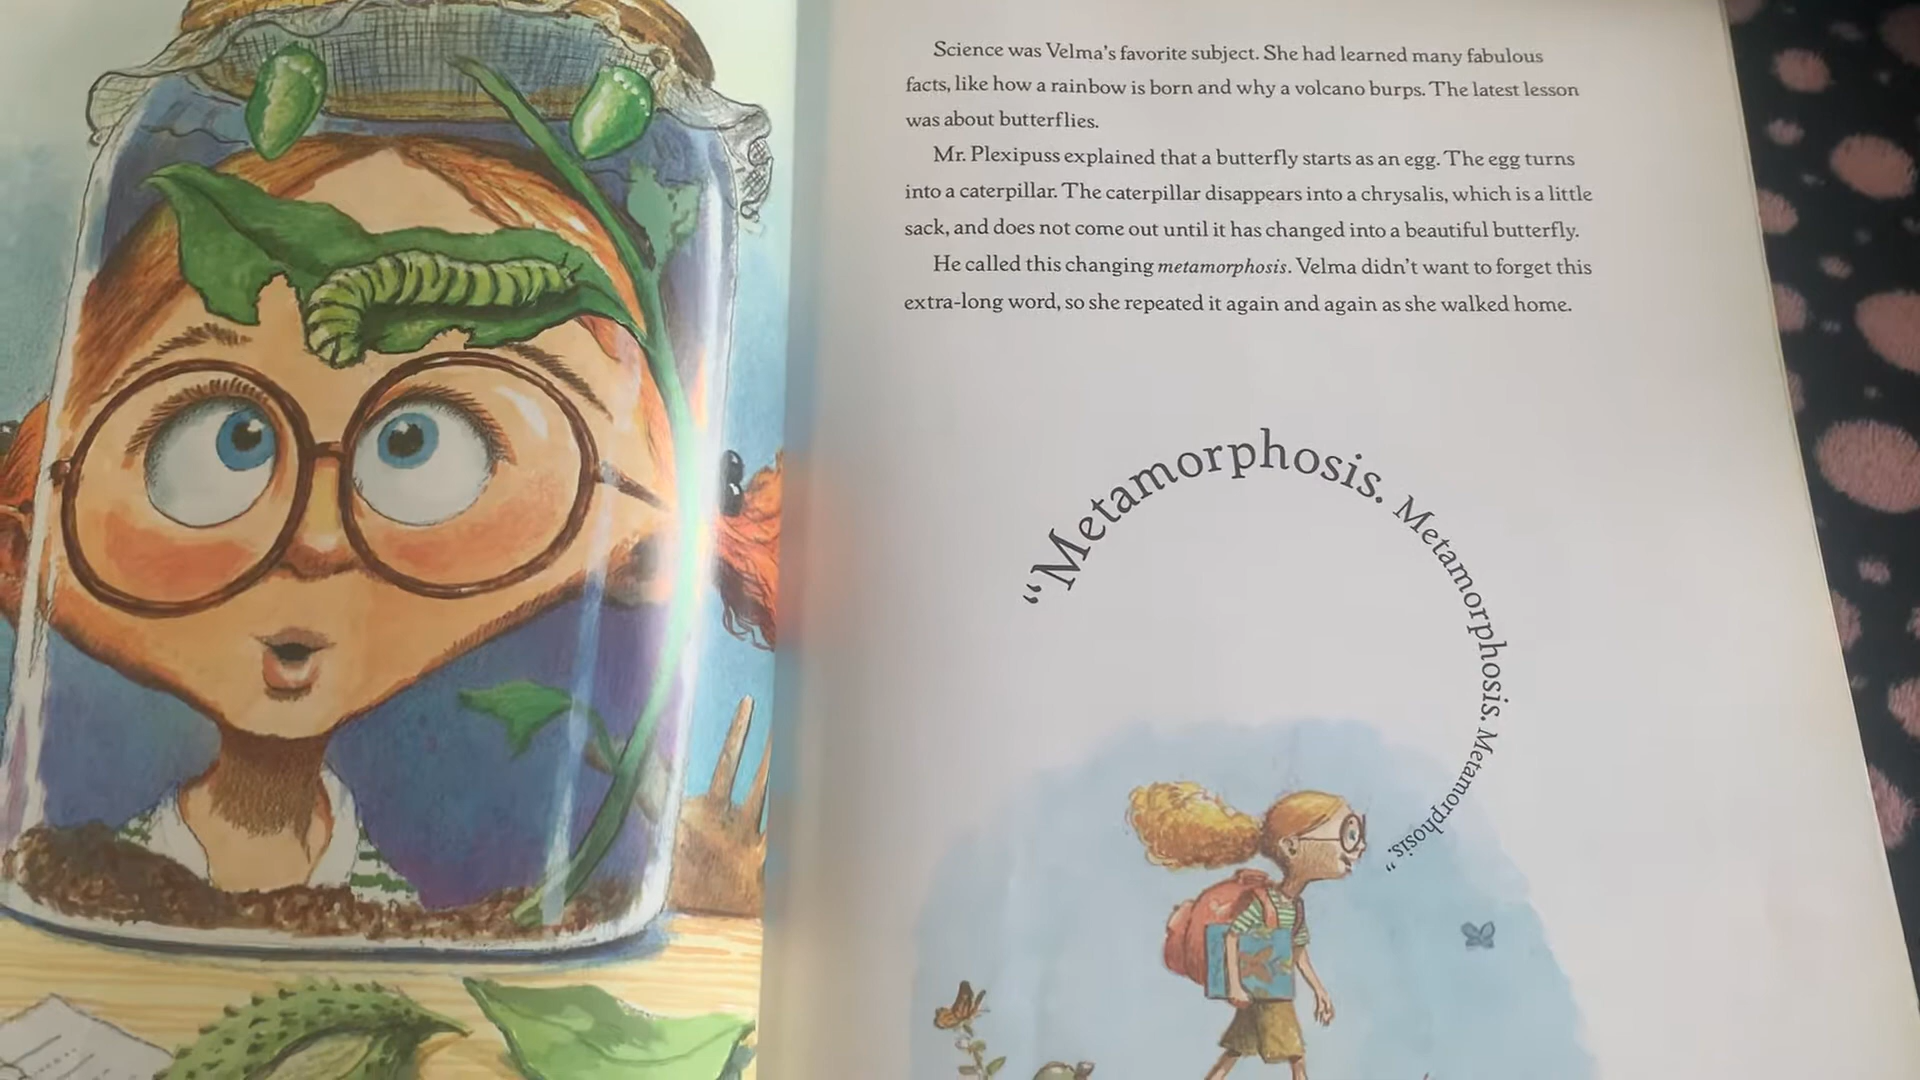 Science was Velma's favorite subject. She had learned many fabulous
facts, like how a rainbow is born and why a volcano burps. The latest lesson
was about butterflies.
Mr. Plexipuss explained that a butterfly starts as an egg. The egg turns
into a caterpillar. The caterpillar disappears into a chrysalis, which is a little
sack, and does not come out until it has changed into a beautiful butterfly.
He called this changing metamorphosis. Velma didn't want to forget this
extra-long word, so she repeated it again and again as she walked home.
“Metamorphosis. Metamorphosis. Metamorphosis.”